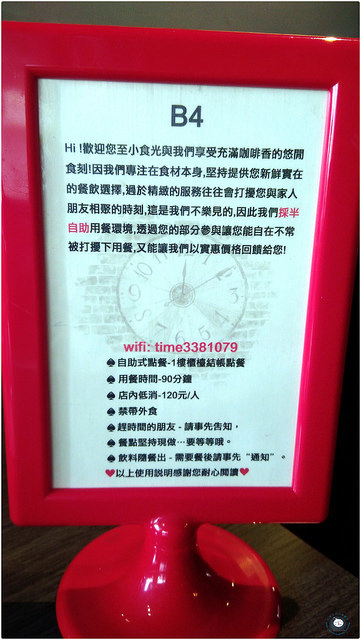 B4
Hi !歡迎您至小食光與我們享受充滿咖啡香的悠閒
食刻!因我們專注在食材本身,堅持提供您新鮮實在
的餐飲選擇,過於精緻的服務往往會打擾您與家人
朋友相聚的時刻,這是我們不樂見的,因此我們採半
自助用餐環境,透過您的部分參與讓您能自在不常
被打擾下用餐,又能讓我們以實惠價格回饋給您!
wifi: time3381079
♠自助式點餐-1樓櫃檯結帳點餐
♠用餐時間-90分鐘
♠店內低消-120元/人
♠禁帶外食
♠趕時間的朋友 - 請事先告知,
♠餐點堅持現做…要等等哦。
♠飲料隨餐出 - 需要餐後請事先“通知”。
♥以上使用說明感謝您耐心閱讀♥